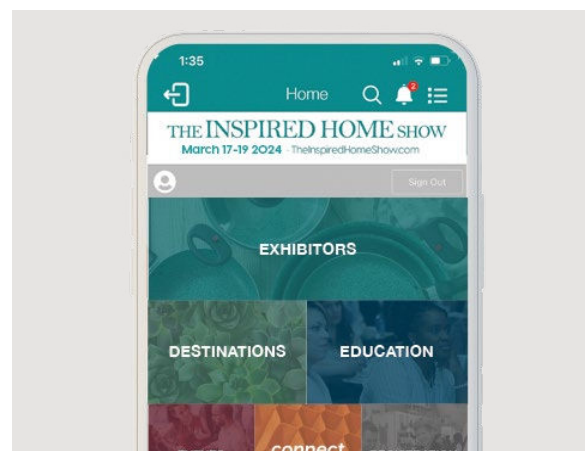 1:35
Home
2
THE INSPIRED HOME SHOW
March 17-19 2024 - TheInspiredHomeShow.com
Sign Out
EXHIBITORS
DESTINATIONS
EDUCATION
connect